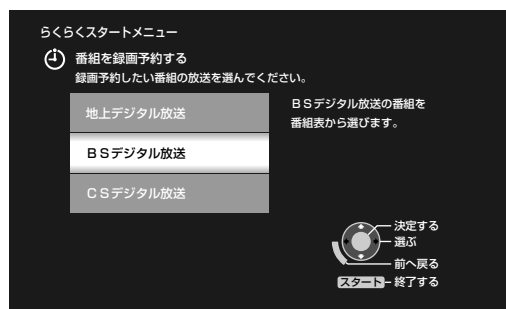 らくらくスタートメニュー
番組を録画予約する
録画予約したい番組の放送を選んでください。
地上デジタル放送
ＢＳデジタル放送
ＣＳデジタル放送
ＢＳデジタル放送の番組を
番組表から選びます。
決定する
選ぶ
前へ戻る
スタート 終了する